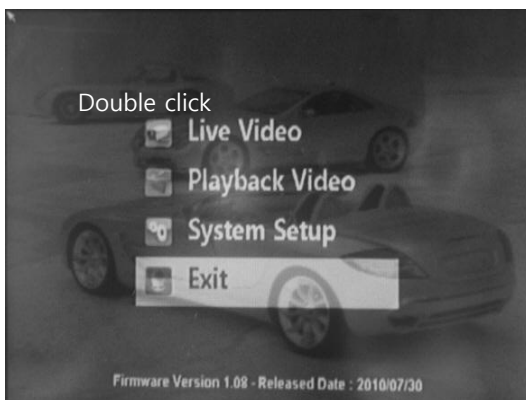 Double click
Live Video
Playback Video
System Setup
Exit
Firmware Version 1.08 - Released Date : 2010/07/30